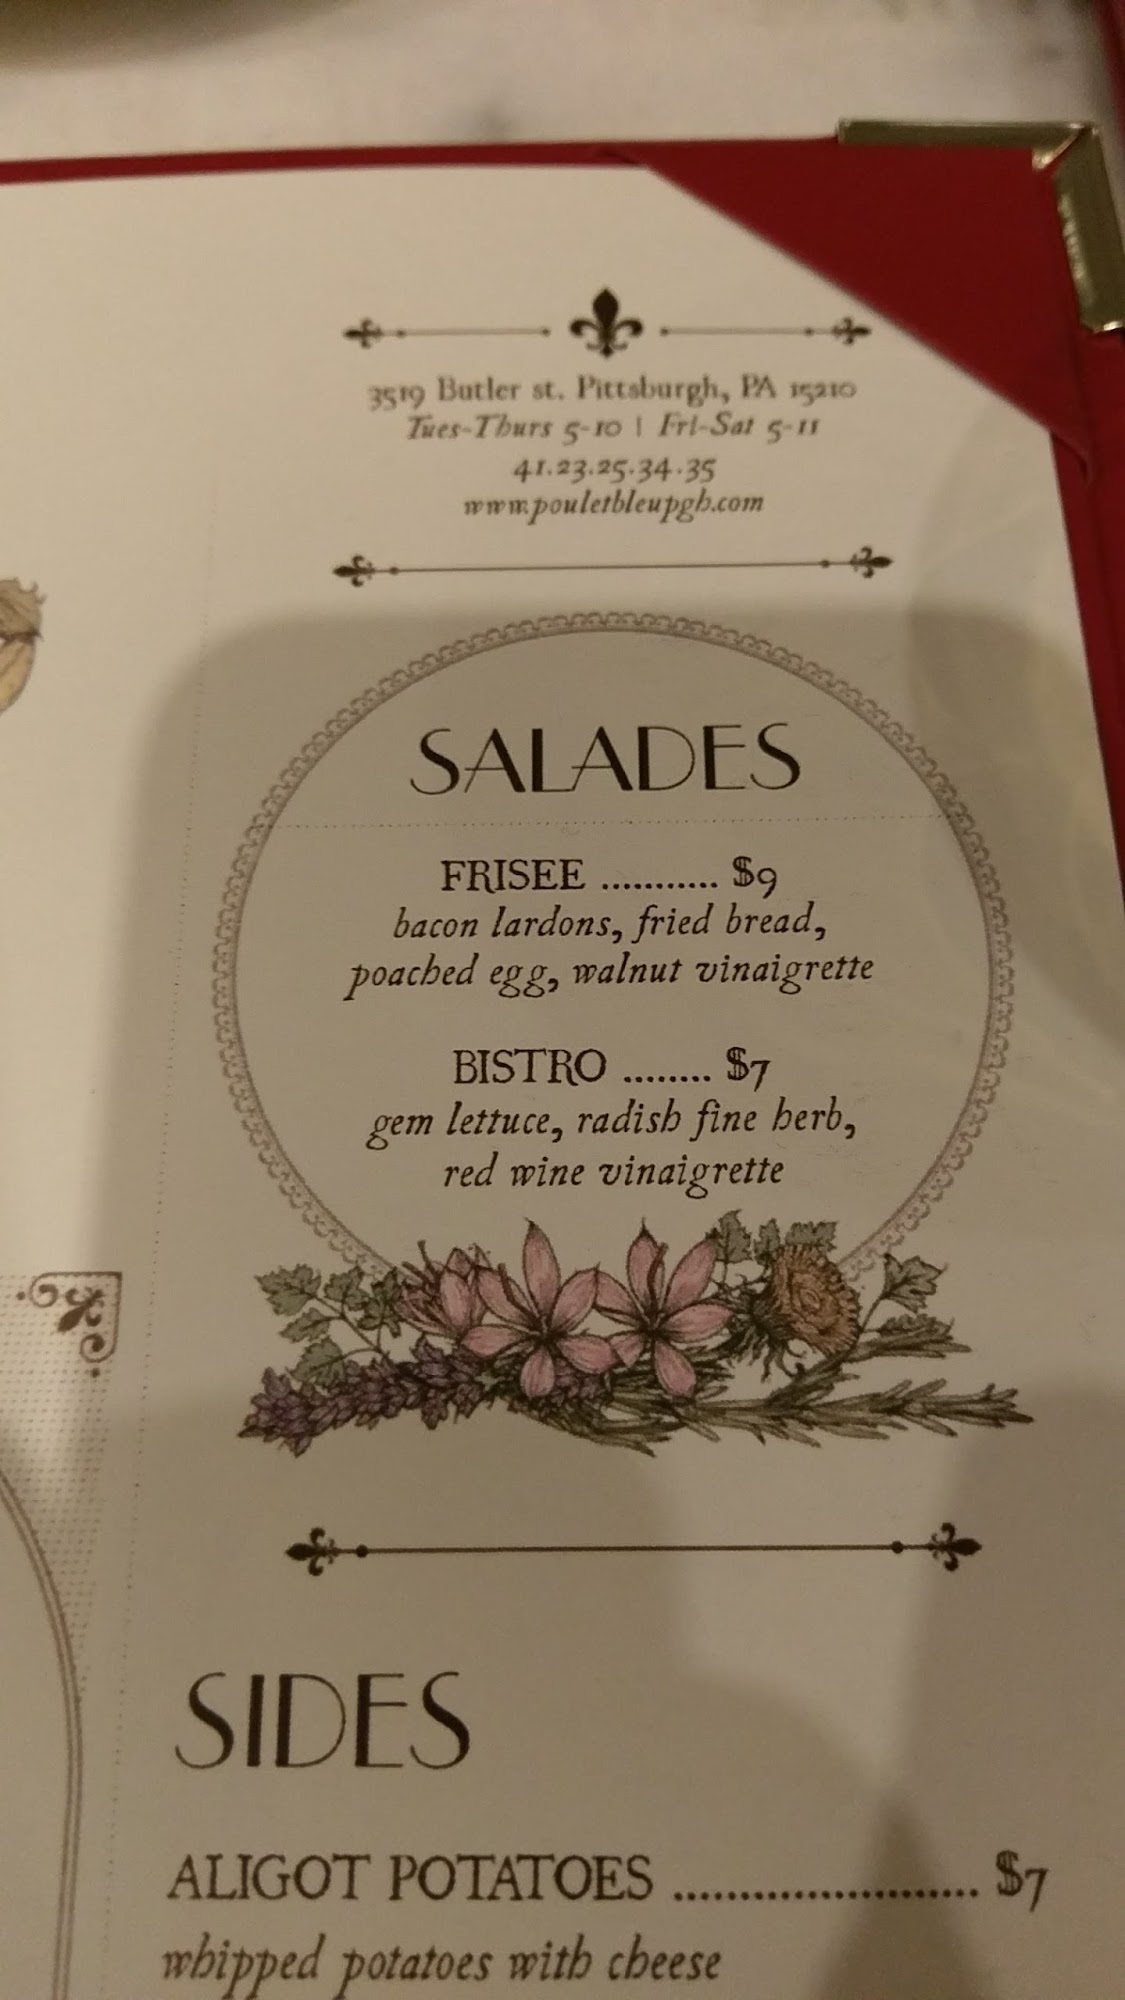 3519 Butler st. Pittsburgh, PA 15210
Tues-Thurs 5-10 | Fri-Sat 5-11
41.23.25.34.35
www.pouletbleupgh.com
SALADES
FRISEE ........... $9
bacon lardons, fried bread,
poached egg, walnut vinaigrette
BISTRO ........ $7
gem lettuce, radish fine herb,
red wine vinaigrette
SIDES
ALIGOT POTATOES ....................... $7
whipped potatoes with cheese